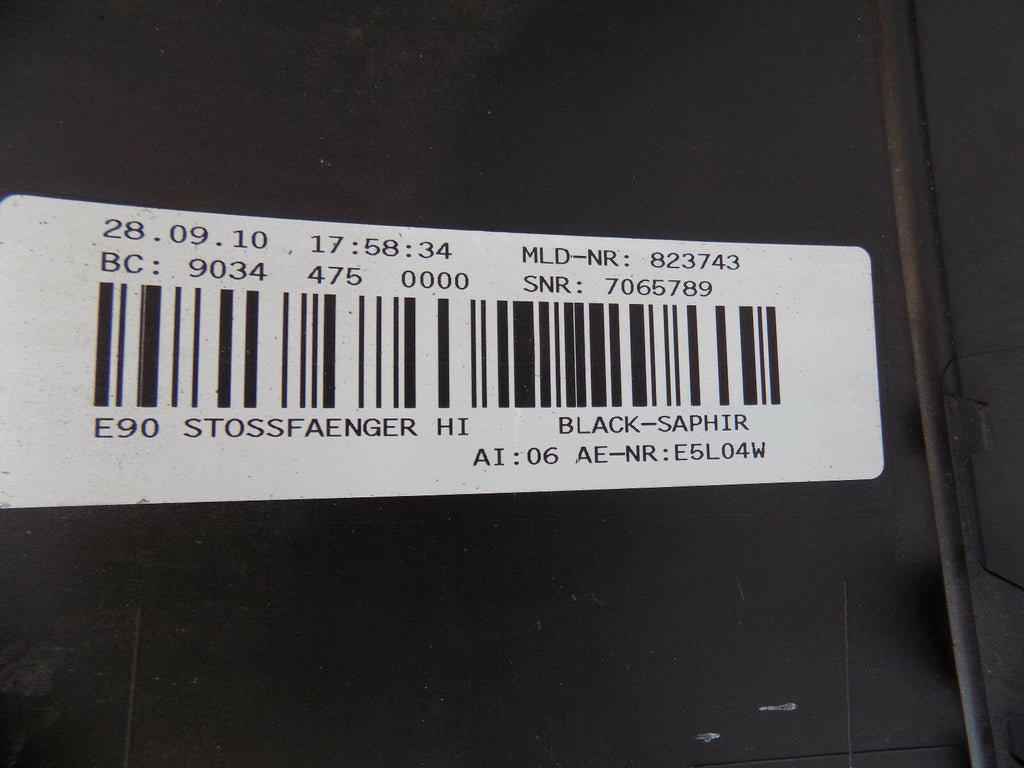 28.09.10 17:58:34 MLD-NR: 823743
BC: 9034 475 0000 SNR: 7065789
E90 STOSSFAENGER HI BLACK-SAPHIR
AI:06 AE-NR:E5L04W